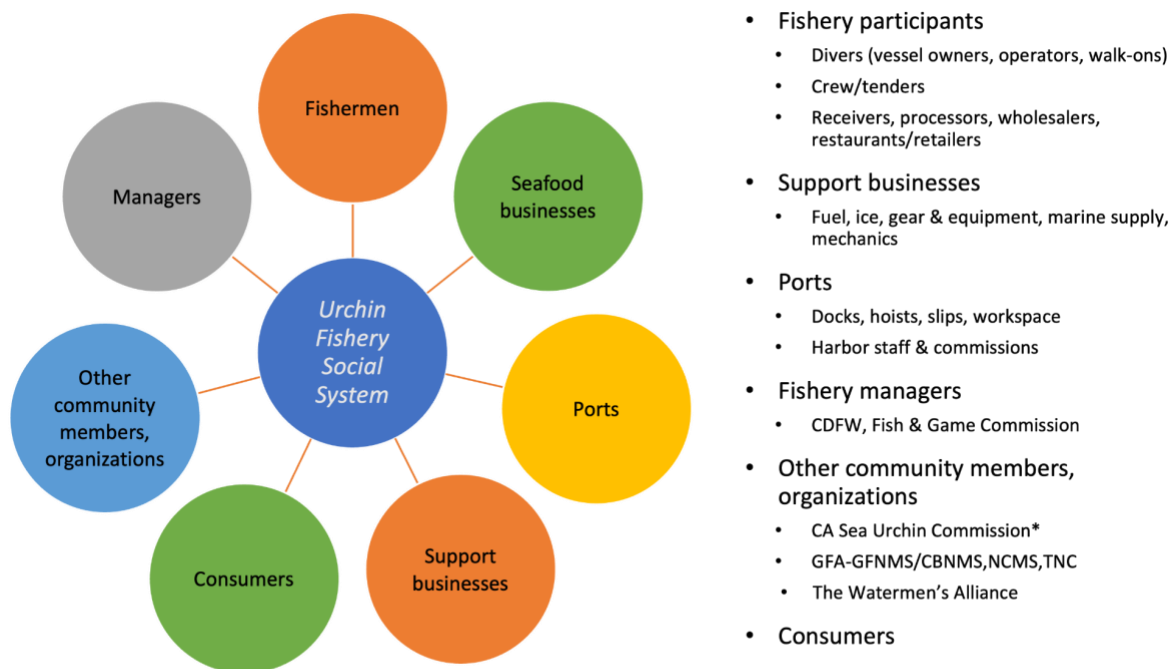 Fishermen
Seafood
businesses
Managers
Urchin
Fishery
Social
System
Other
community
members,
organizations
Ports
Consumers
Support
businesses
• Fishery participants
• Divers (vessel owners, operators, walk-ons)
• Crew/tenders
• Receivers, processors, wholesalers,
restaurants/retailers
• Support businesses
• Fuel, ice, gear & equipment, marine supply,
mechanics
• Ports
• Docks, hoists, slips, workspace
• Harbor staff & commissions
• Fishery managers
• CDFW, Fish & Game Commission
• Other community members,
organizations
• CA Sea Urchin Commission*
• GFA-GFNMS/CBNMS,NCMS,TNC
• The Watermen’s Alliance
• Consumers